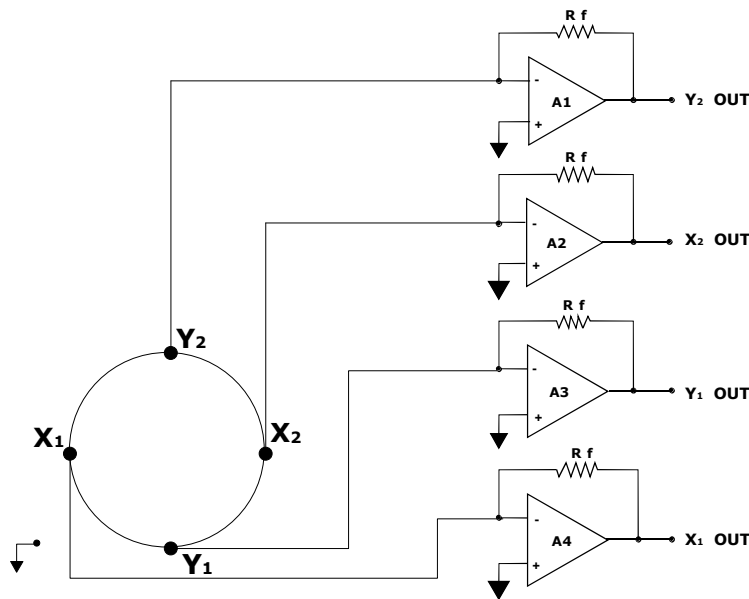 R f
-
A1
+
Y₂ OUT
R f
-
A2
+
X₂ OUT
R f
-
A3
+
Y₁ OUT
R f
-
A4
+
X₁ OUT
Y₂
X₁
X₂
Y₁